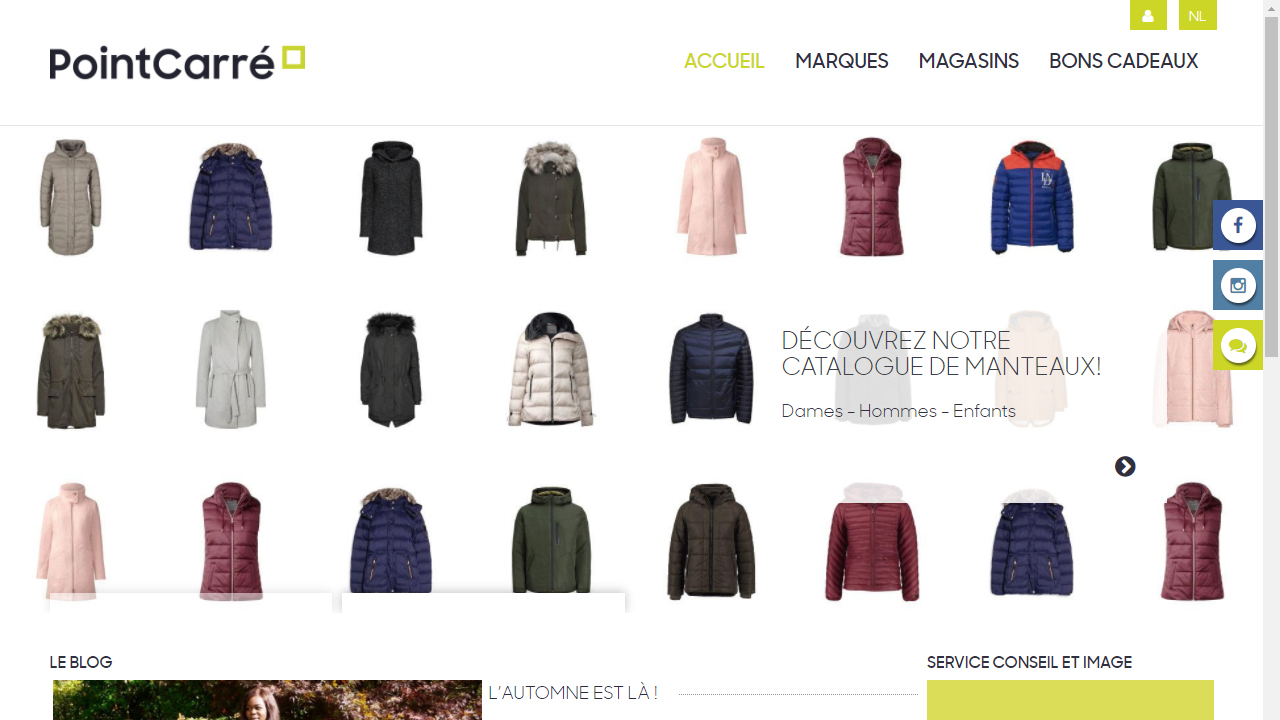 NL
PointCarré
ACCUEIL MARQUES MAGASINS BONS CADEAUX
DÉCOUVREZ NOTRE
CATALOGUE DE MANTEAUX!
Dames - Hommes - Enfants
LE BLOG
L'AUTOMNE EST LÀ !
SERVICE CONSEIL ET IMAGE